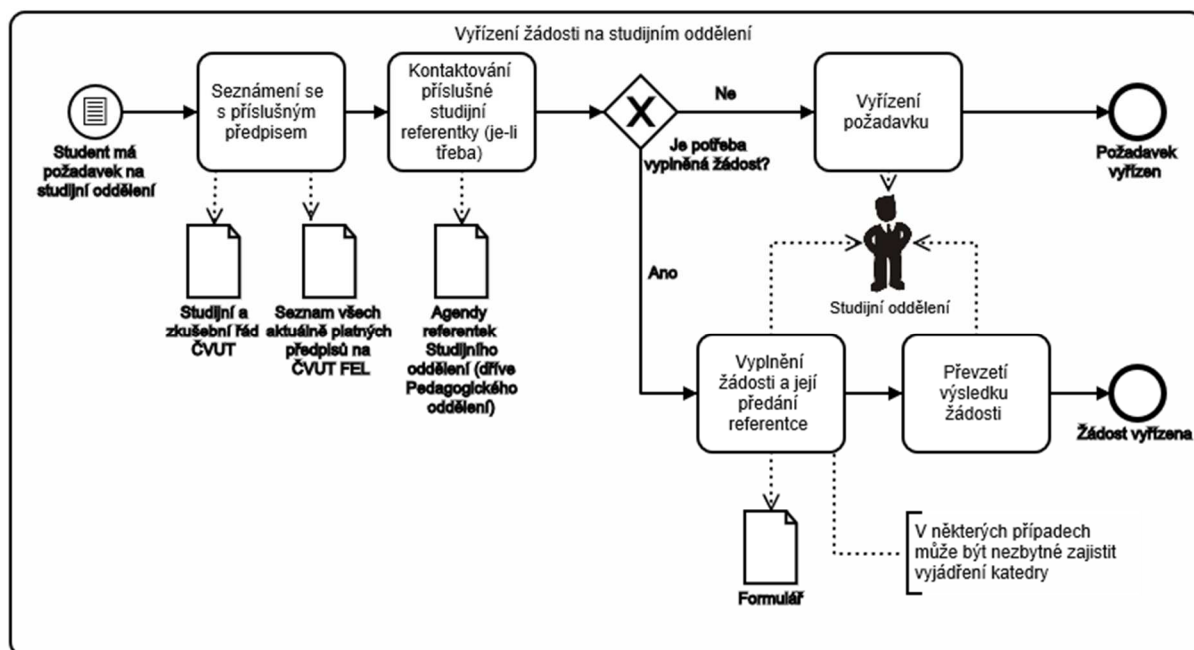 Vyřízení žádosti na studijním oddělení
Student má
požadavek na
studijní oddělení
Seznámení se
s příslušným
předpisem
Kontaktování
příslušné
studijní
referentky (je-li
třeba)
X
Je potřeba
vyplněná žádost?
Ne
Vyřízení
požadavku
Požadavek
vyřízen
Studijní a
zkušební řád
ČVUT
Seznam všech
aktuálně platných
předpisů na
ČVUT FEL
Agendy
referentek
Studijního
oddělení (dříve
Pedagogického
oddělení)
Studijní oddělení
Ano
Vyplnění
žádosti a její
předání
referentce
Převzetí
výsledku
žádosti
Žádost vyřízena
Formulář
V některých případech
může být nezbytné zajistit
vyjádření katedry